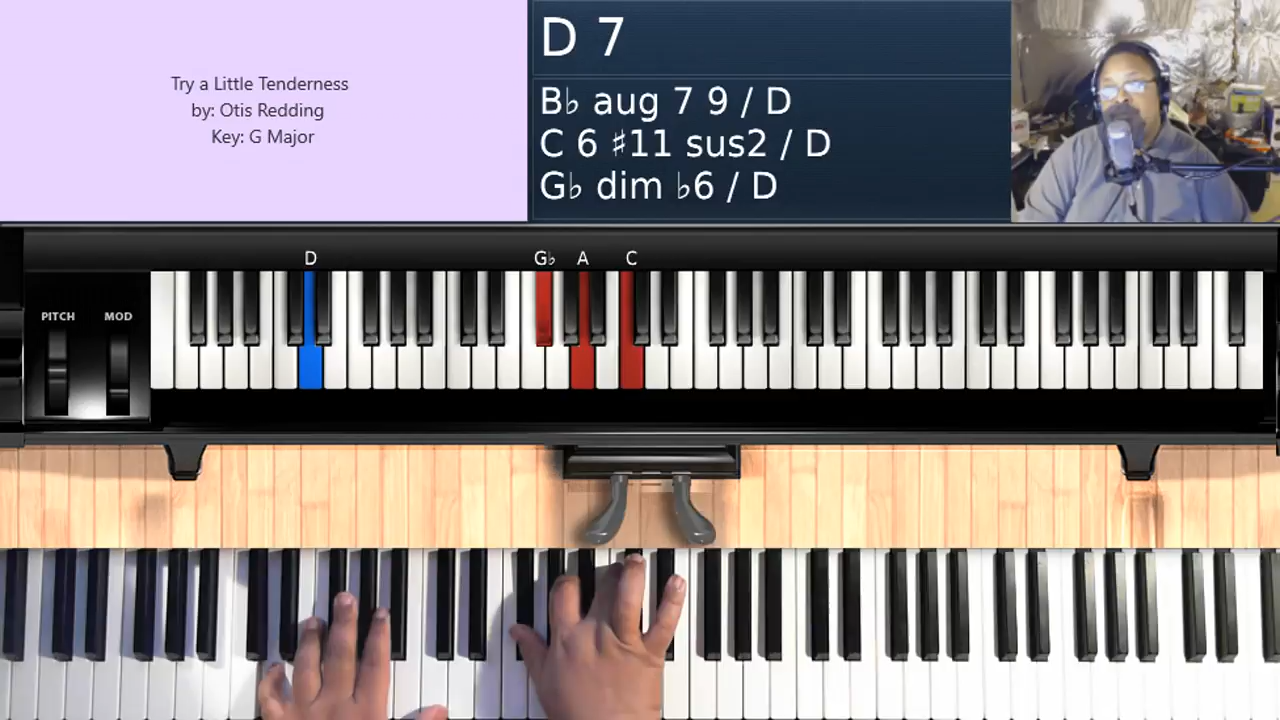 Try a Little Tenderness
by: Otis Redding
Key: G Major
D 7
B♭ aug 7 9 / D
C 6 ♯11 sus2 / D
G♭ dim ♭6 / D
D G♭ A C
PITCH MOD